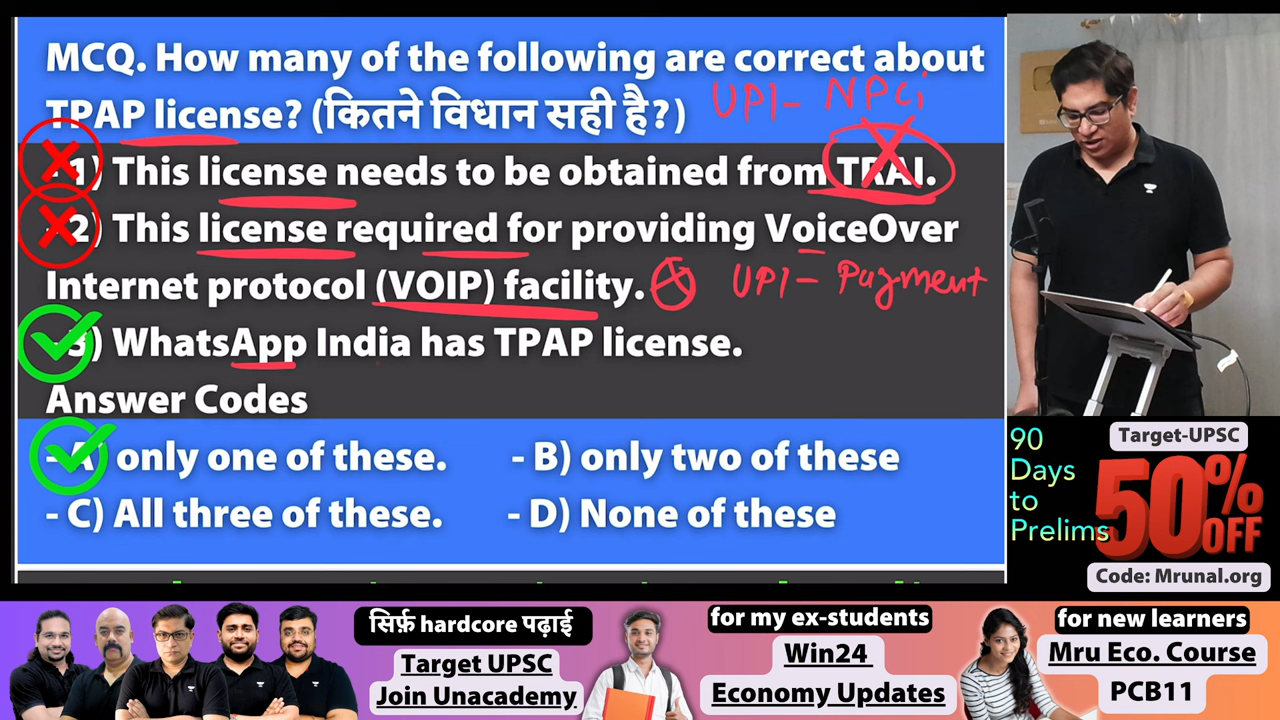 MCQ. How many of the following are correct about
TPAP license? (कितने विधान सही है?)
UPI - NPCi
- 1) This license needs to be obtained from TRAI.
- 2) This license required for providing VoiceOver
Internet protocol (VOIP) facility.
UPI - Payment
- 3) WhatsApp India has TPAP license.
Answer Codes
- A) only one of these.
- B) only two of these
- C) All three of these.
- D) None of these
90
Days
to
Prelims
Target-UPSC
50%
OFF
Code: Mrunal.org
सिर्फ़ hardcore पढ़ाई
Target UPSC
Join Unacademy
for my ex-students
Win24
Economy Updates
for new learners
Mru Eco. Course
PCB11